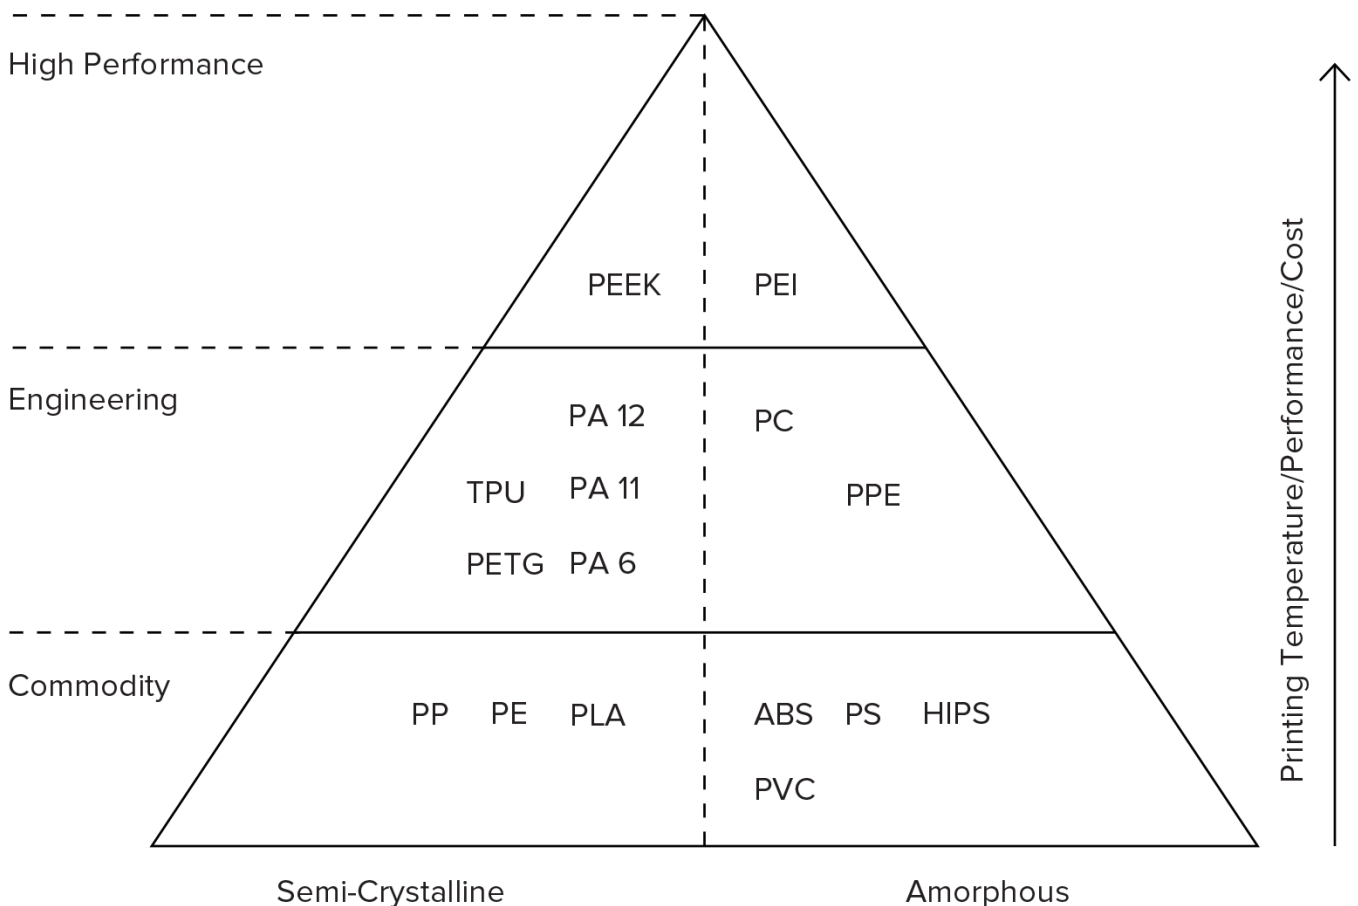 High Performance
PEEK PEI
Engineering
PA 12 PC
TPU PA 11 PPE
PETG PA 6
Commodity
PP PE PLA ABS PS HIPS
PVC
Semi-Crystalline Amorphous
Printing Temperature/Performance/Cost